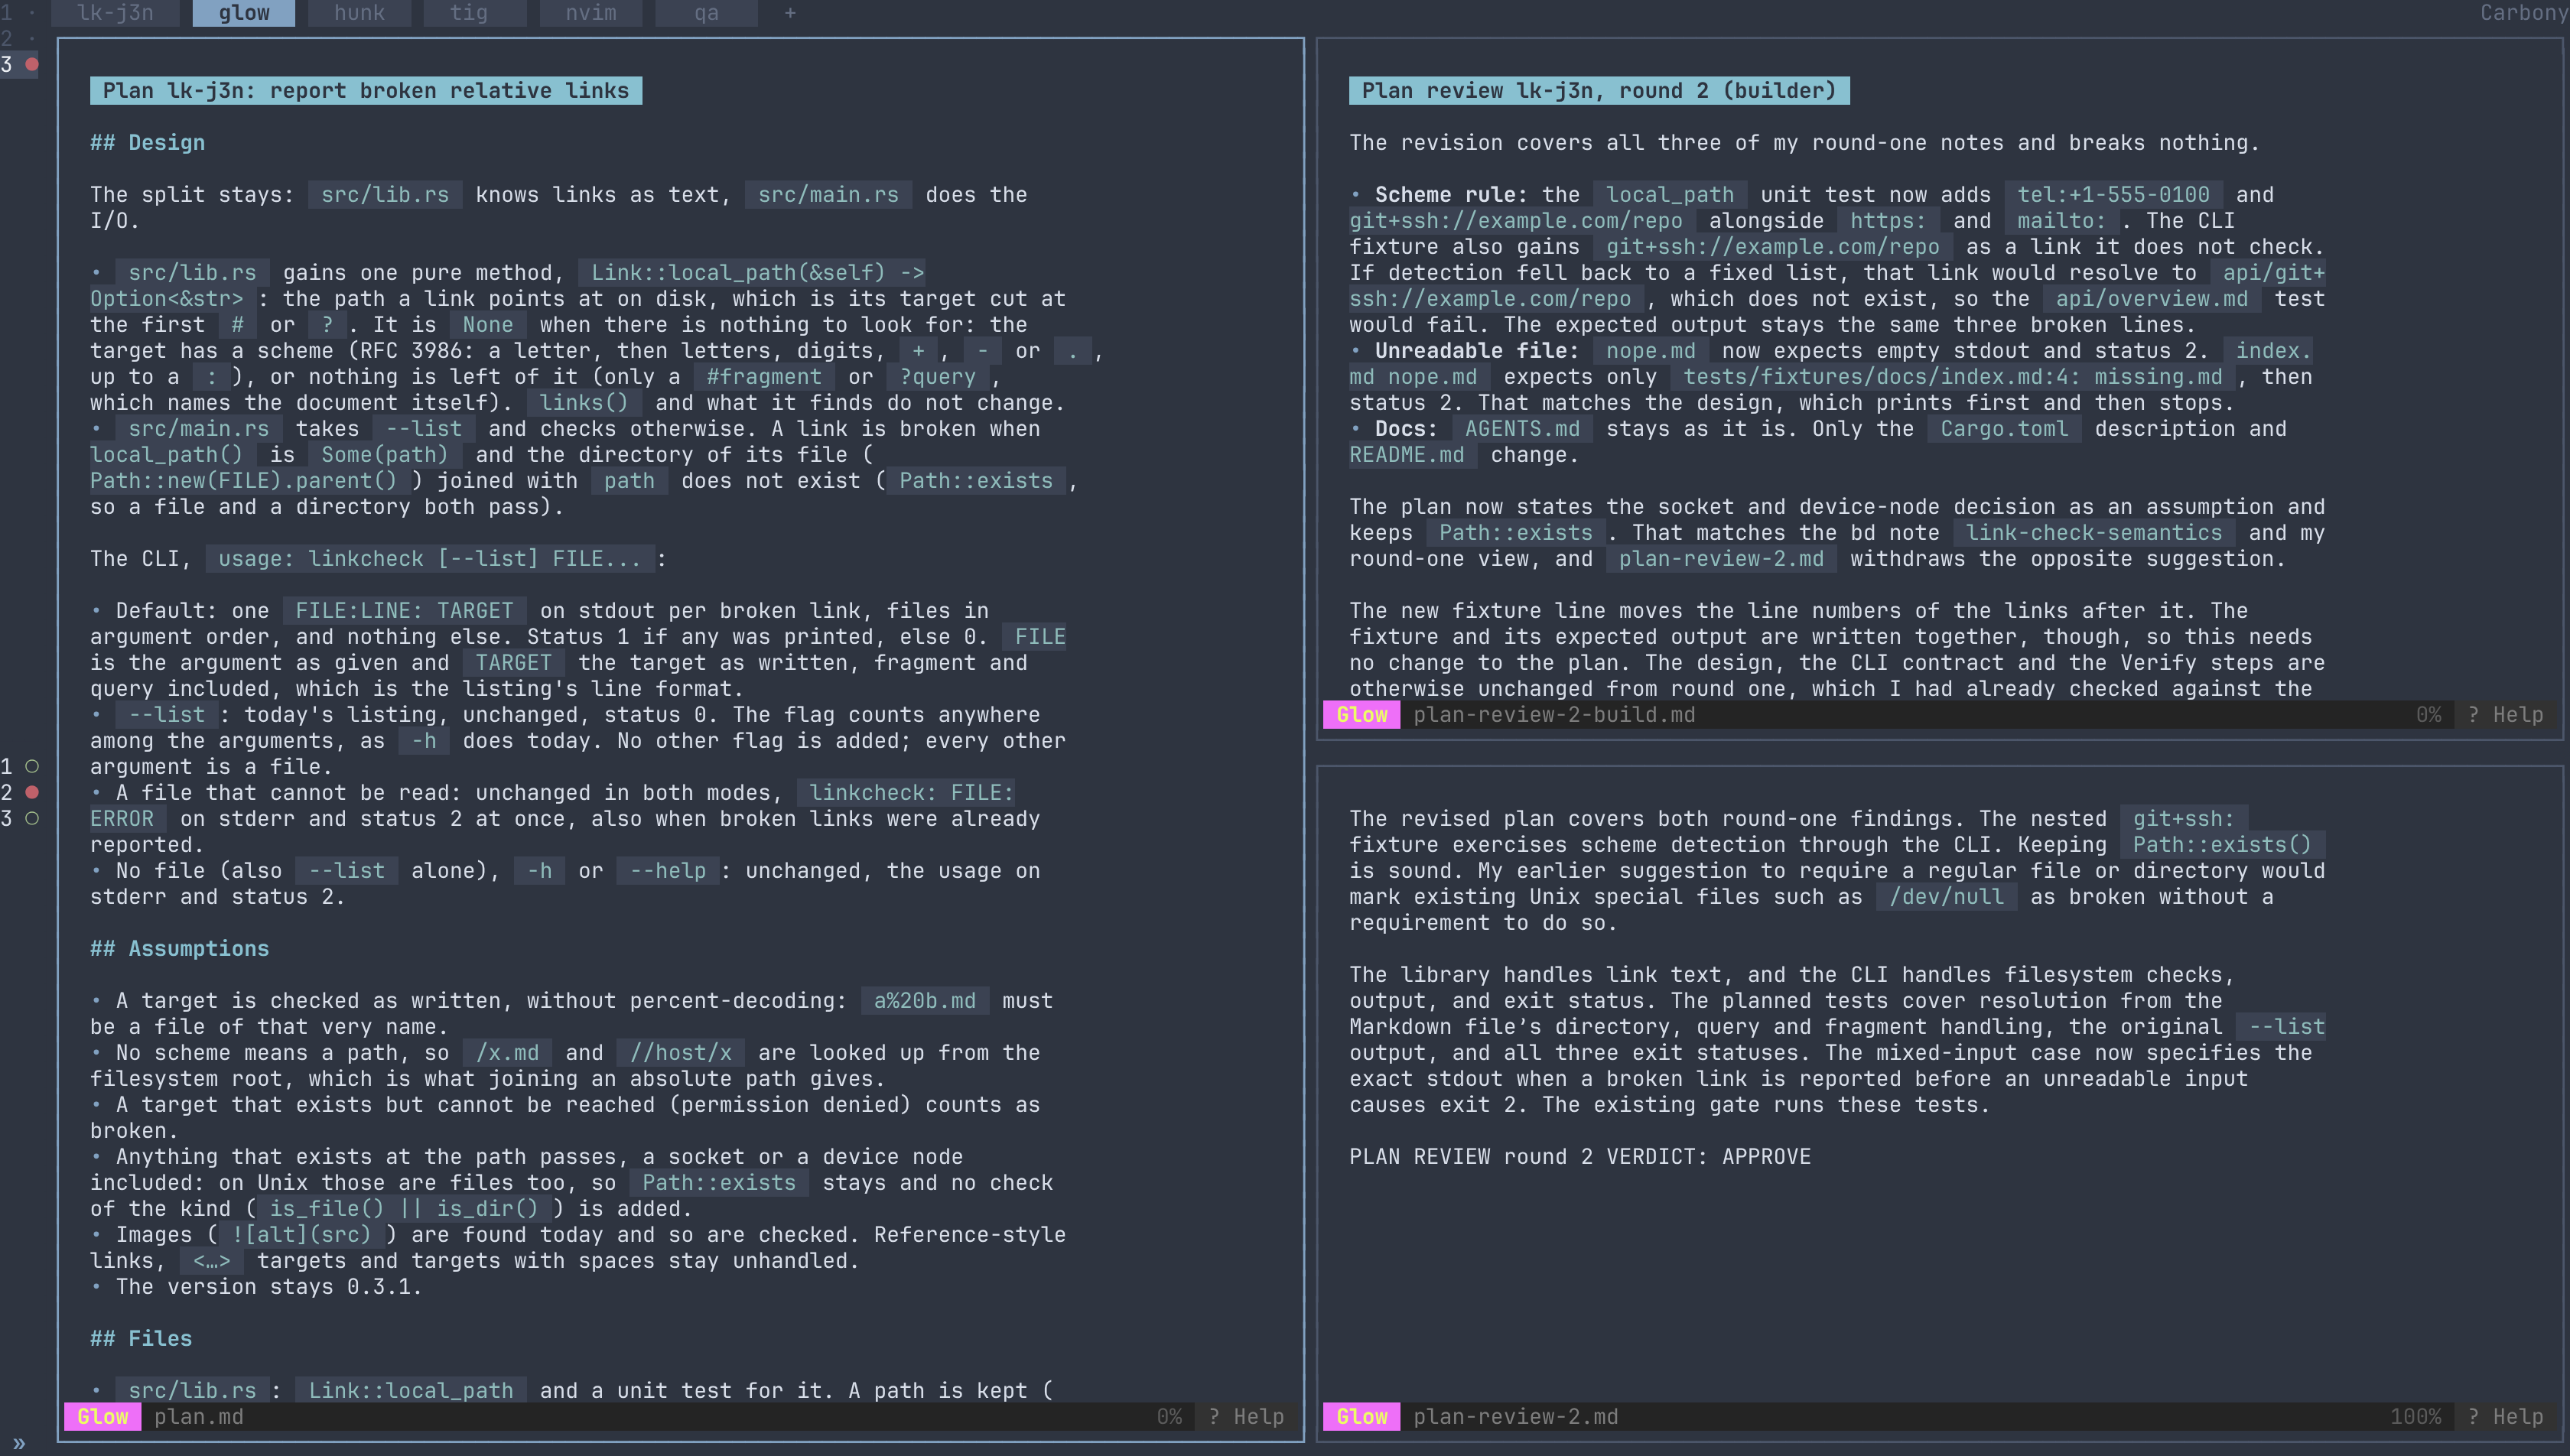 1 · lk-j3n glow hunk tig nvim qa + Carbony
2 ·
3
Plan lk-j3n: report broken relative links
## Design
The split stays: src/lib.rs knows links as text, src/main.rs does the
I/O.
• src/lib.rs gains one pure method, Link::local_path(&self) ->
Option<&str> : the path a link points at on disk, which is its target cut at
the first # or ? . It is None when there is nothing to look for: the
target has a scheme (RFC 3986: a letter, then letters, digits, + , - or . ,
up to a : ), or nothing is left of it (only a #fragment or ?query ,
which names the document itself). links() and what it finds do not change.
• src/main.rs takes --list and checks otherwise. A link is broken when
local_path() is Some(path) and the directory of its file (
Path::new(FILE).parent() ) joined with path does not exist ( Path::exists ,
so a file and a directory both pass).
The CLI, usage: linkcheck [--list] FILE... :
• Default: one FILE:LINE: TARGET on stdout per broken link, files in
argument order, and nothing else. Status 1 if any was printed, else 0. FILE
is the argument as given and TARGET the target as written, fragment and
query included, which is the listing's line format.
• --list : today's listing, unchanged, status 0. The flag counts anywhere
among the arguments, as -h does today. No other flag is added; every other
1
argument is a file.
2
• A file that cannot be read: unchanged in both modes, linkcheck: FILE:
3
ERROR on stderr and status 2 at once, also when broken links were already
reported.
• No file (also --list alone), -h or --help : unchanged, the usage on
stderr and status 2.
## Assumptions
• A target is checked as written, without percent-decoding: a%20b.md must
be a file of that very name.
• No scheme means a path, so /x.md and //host/x are looked up from the
filesystem root, which is what joining an absolute path gives.
• A target that exists but cannot be reached (permission denied) counts as
broken.
• Anything that exists at the path passes, a socket or a device node
included: on Unix those are files too, so Path::exists stays and no check
of the kind ( is_file() || is_dir() ) is added.
• Images ( ![alt](src) ) are found today and so are checked. Reference-style
links, <…> targets and targets with spaces stay unhandled.
• The version stays 0.3.1.
## Files
• src/lib.rs : Link::local_path and a unit test for it. A path is kept (
Glow plan.md 0% ? Help
»
Plan review lk-j3n, round 2 (builder)
The revision covers all three of my round-one notes and breaks nothing.
• Scheme rule: the local_path unit test now adds tel:+1-555-0100 and
git+ssh://example.com/repo alongside https: and mailto: . The CLI
fixture also gains git+ssh://example.com/repo as a link it does not check.
If detection fell back to a fixed list, that link would resolve to api/git+
ssh://example.com/repo , which does not exist, so the api/overview.md test
would fail. The expected output stays the same three broken lines.
• Unreadable file: nope.md now expects empty stdout and status 2. index.
md nope.md expects only tests/fixtures/docs/index.md:4: missing.md , then
status 2. That matches the design, which prints first and then stops.
• Docs: AGENTS.md stays as it is. Only the Cargo.toml description and
README.md change.
The plan now states the socket and device-node decision as an assumption and
keeps Path::exists . That matches the bd note link-check-semantics and my
round-one view, and plan-review-2.md withdraws the opposite suggestion.
The new fixture line moves the line numbers of the links after it. The
fixture and its expected output are written together, though, so this needs
no change to the plan. The design, the CLI contract and the Verify steps are
otherwise unchanged from round one, which I had already checked against the
Glow plan-review-2-build.md 0% ? Help
The revised plan covers both round-one findings. The nested git+ssh:
fixture exercises scheme detection through the CLI. Keeping Path::exists()
is sound. My earlier suggestion to require a regular file or directory would
mark existing Unix special files such as /dev/null as broken without a
requirement to do so.
The library handles link text, and the CLI handles filesystem checks,
output, and exit status. The planned tests cover resolution from the
Markdown file’s directory, query and fragment handling, the original --list
output, and all three exit statuses. The mixed-input case now specifies the
exact stdout when a broken link is reported before an unreadable input
causes exit 2. The existing gate runs these tests.
PLAN REVIEW round 2 VERDICT: APPROVE
Glow plan-review-2.md 100% ? Help